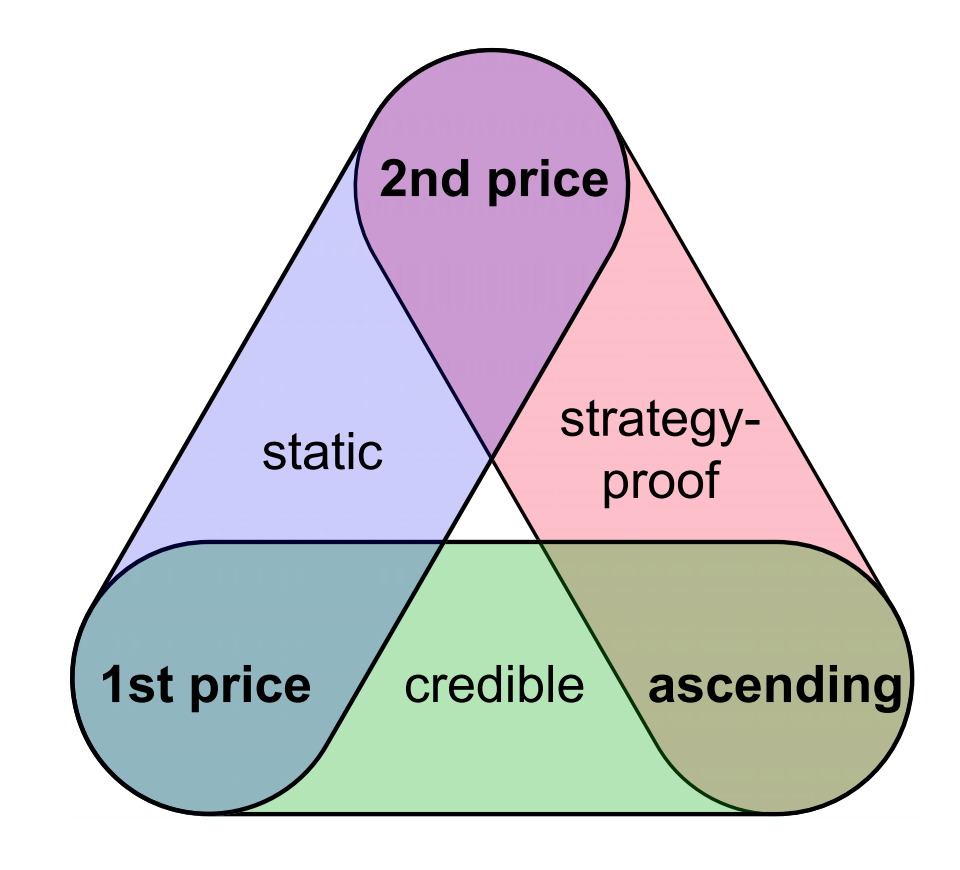 2nd price
static
strategy-
proof
1st price
credible
ascending